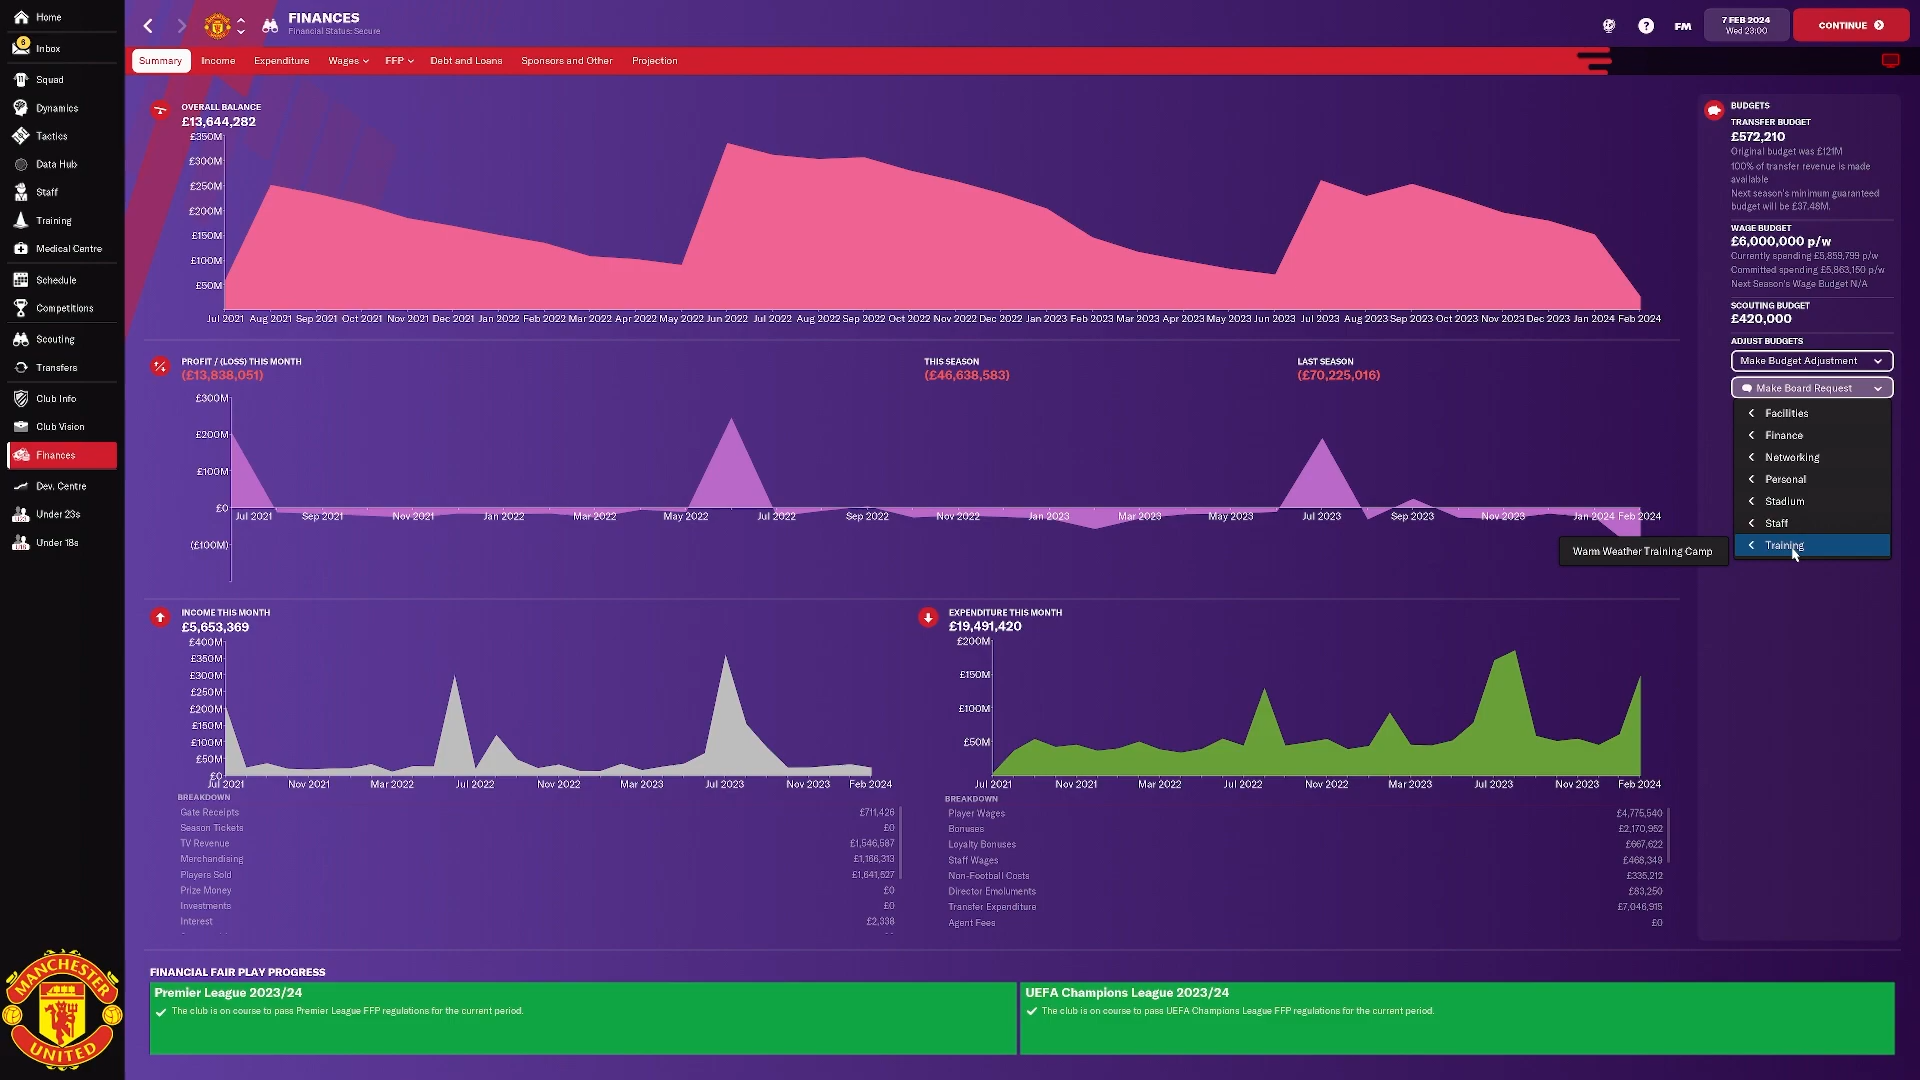 Home
6
Inbox
Squad
Dynamics
Tactics
Data Hub
Staff
Training
Medical Centre
Schedule
Competitions
Scouting
Transfers
Club Info
Club Vision
Finances
Dev. Centre
Under 23s
Under 18s
MANCHESTER
UNITED
FINANCES
Financial Status: Secure
FM
7 FEB 2024
Wed 23:00
CONTINUE
Summary Income Expenditure Wages FFP Debt and Loans Sponsors and Other Projection
OVERALL BALANCE
£13,644,282
£350M
£300M
£250M
£200M
£150M
£100M
£50M
Jul 2021 Aug 2021 Sep 2021 Oct 2021 Nov 2021 Dec 2021 Jan 2022 Feb 2022 Mar 2022 Apr 2022 May 2022 Jun 2022 Jul 2022 Aug 2022 Sep 2022 Oct 2022 Nov 2022 Dec 2022 Jan 2023 Feb 2023 Mar 2023 Apr 2023 May 2023 Jun 2023 Jul 2023 Aug 2023 Sep 2023 Oct 2023 Nov 2023 Dec 2023 Jan 2024 Feb 2024
PROFIT / (LOSS) THIS MONTH
(£13,838,051)
THIS SEASON
(£46,638,583)
LAST SEASON
(£70,225,016)
£300M
£200M
£100M
£0
(£100M)
Jul 2021 Sep 2021 Nov 2021 Jan 2022 Mar 2022 May 2022 Jul 2022 Sep 2022 Nov 2022 Jan 2023 Mar 2023 May 2023 Jul 2023 Sep 2023 Nov 2023 Jan 2024 Feb 2024
INCOME THIS MONTH
£5,653,369
£400M
£350M
£300M
£250M
£200M
£150M
£100M
£50M
£0
Jul 2021 Nov 2021 Mar 2022 Jul 2022 Nov 2022 Mar 2023 Jul 2023 Nov 2023 Feb 2024
BREAKDOWN
Gate Receipts £711,426
Season Tickets £0
TV Revenue £1,546,587
Merchandising £1,166,313
Players Sold £1,641,527
Prize Money £0
Investments £0
Interest £2,338
EXPENDITURE THIS MONTH
£19,491,420
£200M
£150M
£100M
£50M
Jul 2021 Nov 2021 Mar 2022 Jul 2022 Nov 2022 Mar 2023 Jul 2023 Nov 2023 Feb 2024
BREAKDOWN
Player Wages £4,775,540
Bonuses £2,170,952
Loyalty Bonuses £667,622
Staff Wages £468,349
Non-Football Costs £335,212
Director Emoluments £83,250
Transfer Expenditure £7,046,915
Agent Fees £0
BUDGETS
TRANSFER BUDGET
£572,210
Original budget was £121M
100% of transfer revenue is made
available
Next season's minimum guaranteed
budget will be £37.48M.
WAGE BUDGET
£6,000,000 p/w
Currently spending £5,859,799 p/w
Committed spending £5,863,150 p/w
Next Season's Wage Budget N/A
SCOUTING BUDGET
£420,000
ADJUST BUDGETS
Make Budget Adjustment
Make Board Request
Facilities
Finance
Networking
Personal
Stadium
Staff
Training
Warm Weather Training Camp
FINANCIAL FAIR PLAY PROGRESS
Premier League 2023/24
The club is on course to pass Premier League FFP regulations for the current period.
UEFA Champions League 2023/24
The club is on course to pass UEFA Champions League FFP regulations for the current period.